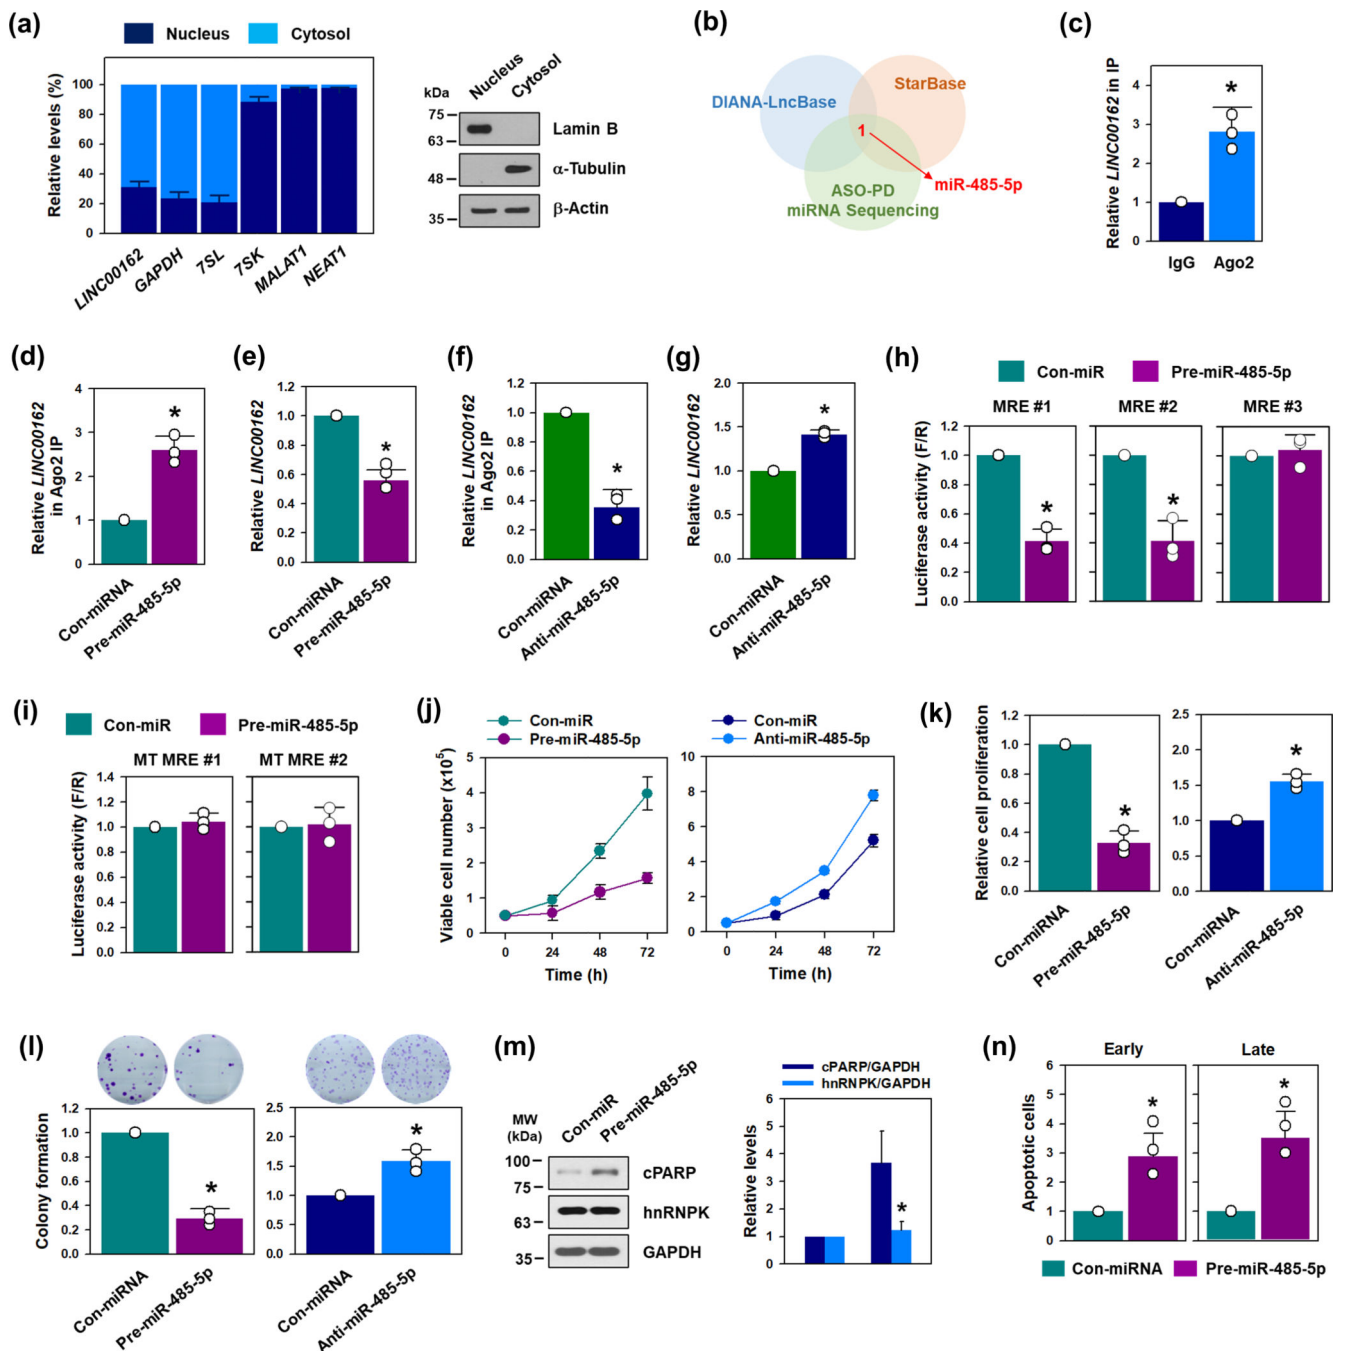 (a)
Nucleus
Cytosol
Relative levels (%)
100
80
60
40
20
0
LINC00162
GAPDH
7SL
7SK
MALAT1
NEAT1
Nucleus
Cytosol
kDa
75
63
48
35
Lamin B
α-Tubulin
β-Actin
(b)
DIANA-LncBase
StarBase
1
miR-485-5p
ASO-PD
miRNA Sequencing
(c)
Relative LINC00162 in IP
4
3
2
1
0
*
IgG
Ago2
(d)
Relative LINC00162
in Ago2 IP
4
3
2
1
0
*
Con-miRNA
Pre-miR-485-5p
(e)
Relative LINC00162
1.2
1.0
0.8
0.6
0.4
0.2
0.0
*
Con-miRNA
Pre-miR-485-5p
(f)
Relative LINC00162
in Ago2 IP
1.2
1.0
0.8
0.6
0.4
0.2
0.0
*
Con-miRNA
Anti-miR-485-5p
(g)
Relative LINC00162
2.0
1.5
1.0
0.5
0.0
*
Con-miRNA
Anti-miR-485-5p
(h)
Con-miR
Pre-miR-485-5p
MRE #1
MRE #2
MRE #3
Luciferase activity (F/R)
1.2
1.0
0.8
0.6
0.4
0.2
0.0
*
*
(i)
Con-miR
Pre-miR-485-5p
MT MRE #1
MT MRE #2
Luciferase activity (F/R)
1.4
1.2
1.0
0.8
0.6
0.4
0.2
0.0
(j)
Con-miR
Pre-miR-485-5p
Viable cell number (x10⁵)
5
4
3
2
1
0
0
24
48
72
Time (h)
Con-miR
Anti-miR-485-5p
10
8
6
4
2
0
0
24
48
72
Time (h)
(k)
Relative cell proliferation
1.2
1.0
0.8
0.6
0.4
0.2
0.0
*
Con-miRNA
Pre-miR-485-5p
2.5
2.0
1.5
1.0
0.5
0.0
*
Con-miRNA
Anti-miR-485-5p
(l)
Colony formation
1.2
1.0
0.8
0.6
0.4
0.2
0.0
*
Con-miRNA
Pre-miR-485-5p
2.5
2.0
1.5
1.0
0.5
0.0
*
Con-miRNA
Anti-miR-485-5p
(m)
Con-miR
Pre-miR-485-5p
MW
(kDa)
100
75
63
35
cPARP
hnRNPK
GAPDH
cPARP/GAPDH
hnRNPK/GAPDH
Relative levels
6
5
4
3
2
1
0
*
(n)
Early
Late
Apoptotic cells
6
5
4
3
2
1
0
*
*
Con-miRNA
Pre-miR-485-5p